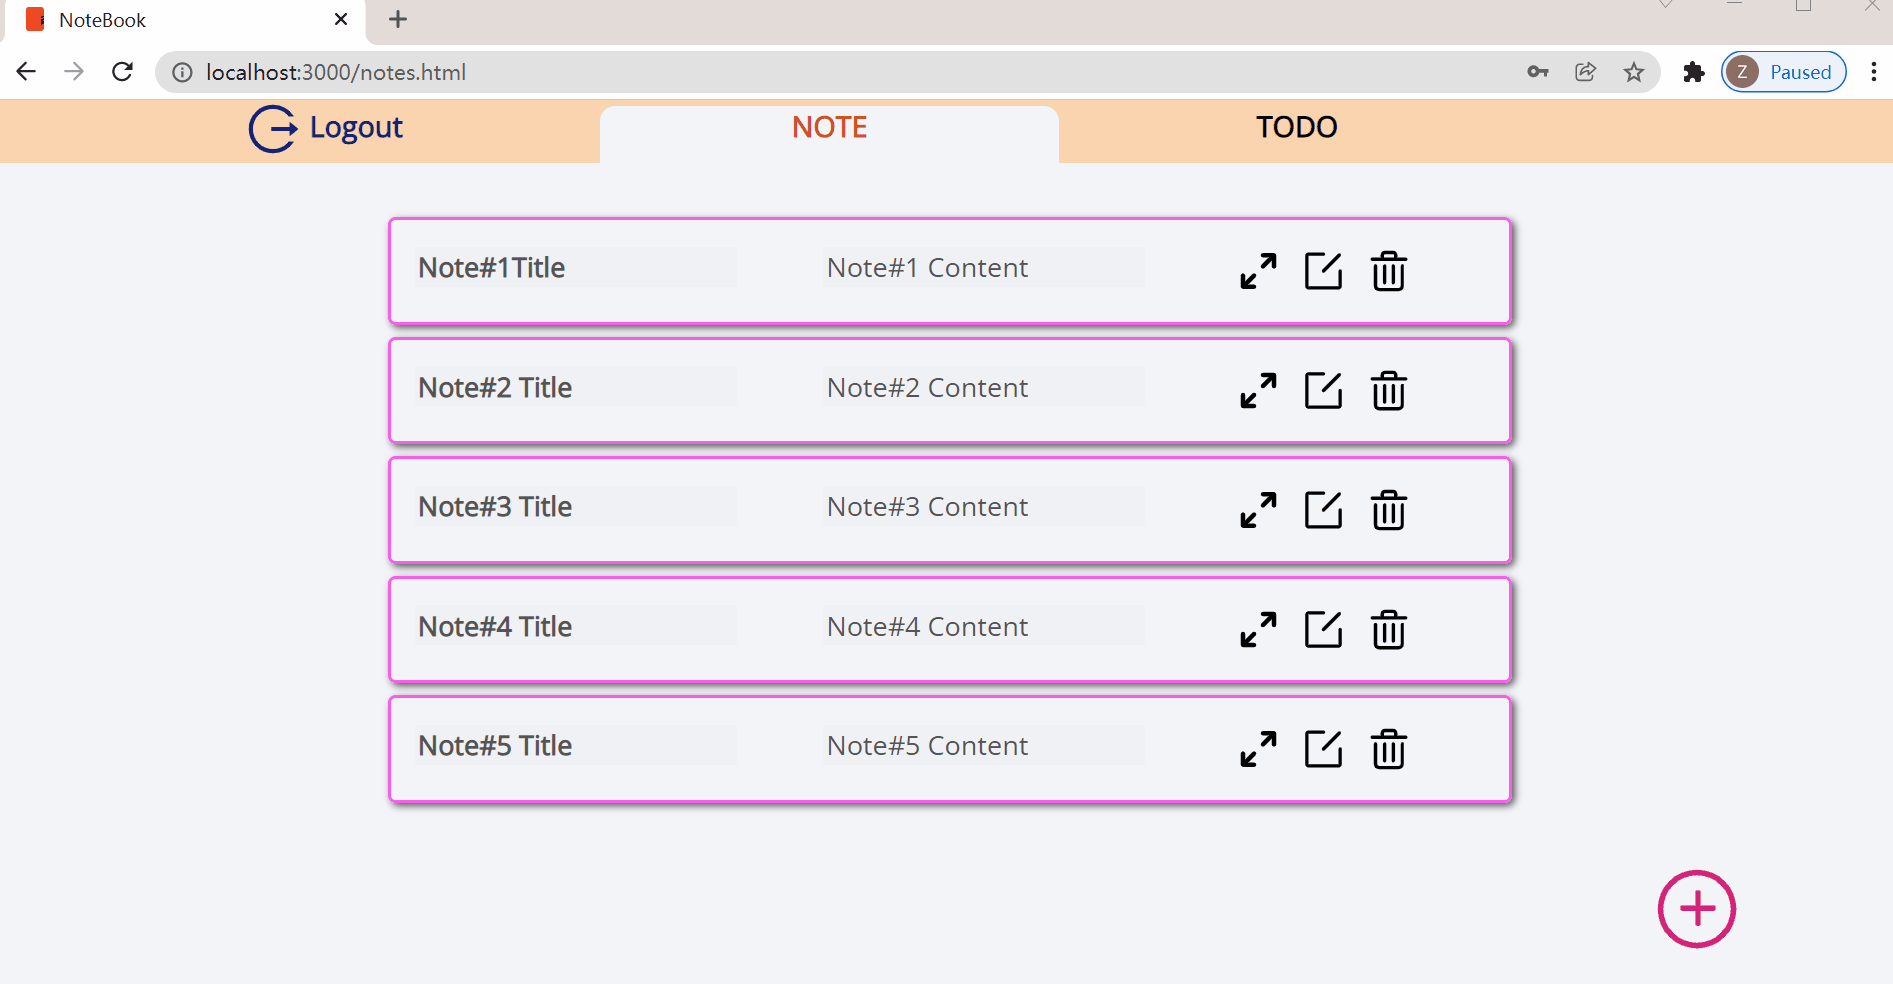 NoteBook
localhost:3000/notes.html
Z Paused
Logout NOTE TODO
Note#1Title Note#1 Content
Note#2 Title Note#2 Content
Note#3 Title Note#3 Content
Note#4 Title Note#4 Content
Note#5 Title Note#5 Content